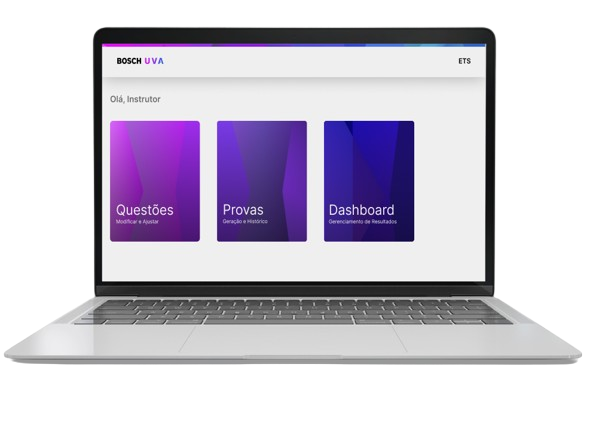 BOSCH UVA
ETS
Olá, Instrutor
Questões
Modificar e Ajustar
Provas
Geração e Histórico
Dashboard
Gerenciamento de Resultados